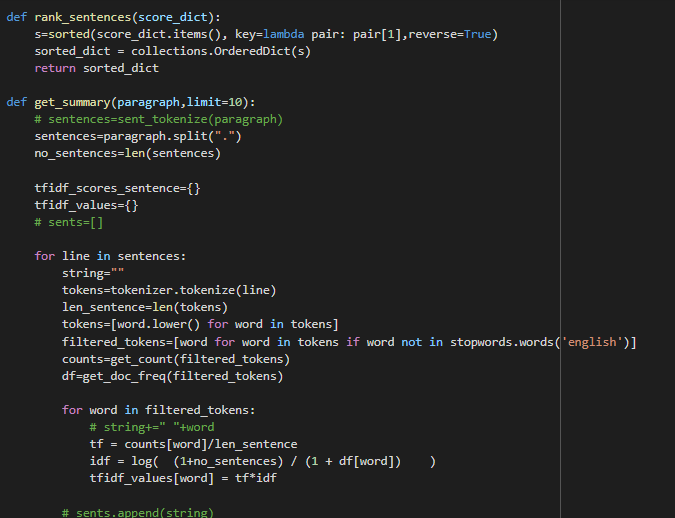 def rank_sentences(score_dict):
    s=sorted(score_dict.items(), key=lambda pair: pair[1],reverse=True)
    sorted_dict = collections.OrderedDict(s)
    return sorted_dict

def get_summary(paragraph,limit=10):
    # sentences=sent_tokenize(paragraph)
    sentences=paragraph.split(".")
    no_sentences=len(sentences)

    tfidf_scores_sentence={}
    tfidf_values={}
    # sents=[]

    for line in sentences:
        string=""
        tokens=tokenizer.tokenize(line)
        len_sentence=len(tokens)
        tokens=[word.lower() for word in tokens]
        filtered_tokens=[word for word in tokens if word not in stopwords.words('english')]
        counts=get_count(filtered_tokens)
        df=get_doc_freq(filtered_tokens)

        for word in filtered_tokens:
            # string+=" "+word
            tf = counts[word]/len_sentence
            idf = log(  (1+no_sentences) / (1 + df[word])    )
            tfidf_values[word] = tf*idf

        # sents.append(string)